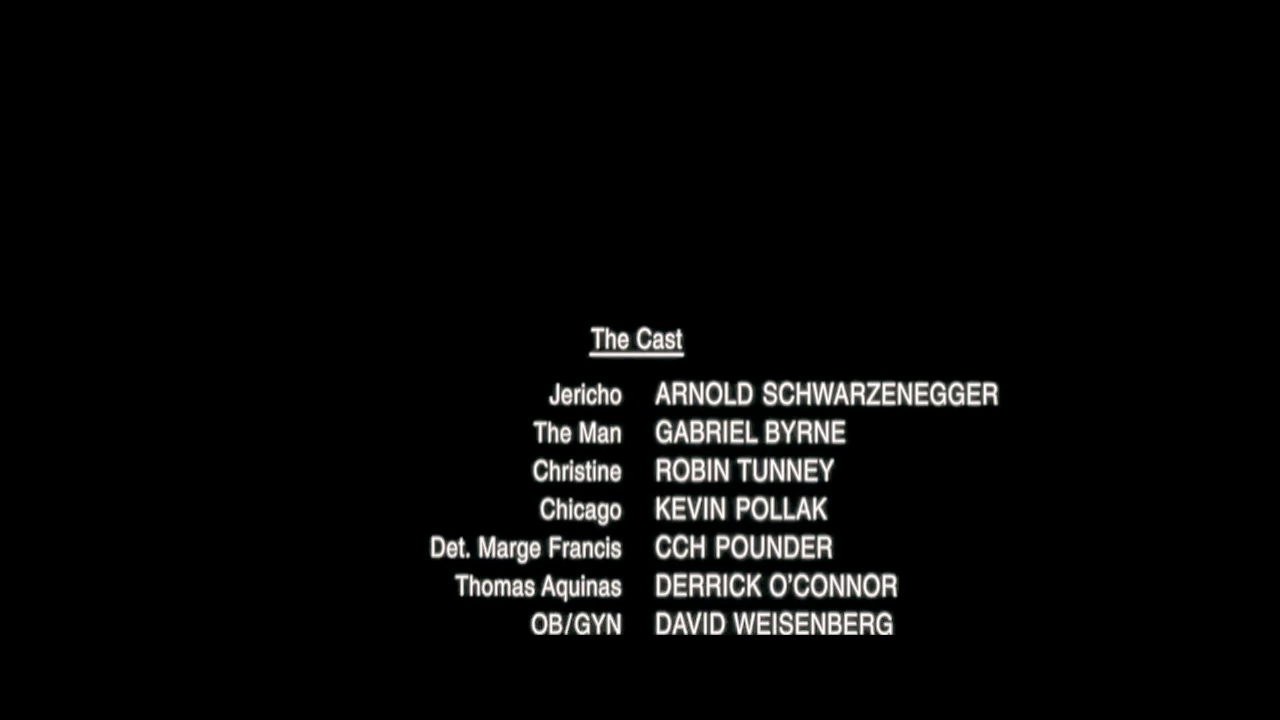 The Cast
Jericho ARNOLD SCHWARZENEGGER
The Man GABRIEL BYRNE
Christine ROBIN TUNNEY
Chicago KEVIN POLLAK
Det. Marge Francis CCH POUNDER
Thomas Aquinas DERRICK O'CONNOR
OB/GYN DAVID WEISENBERG